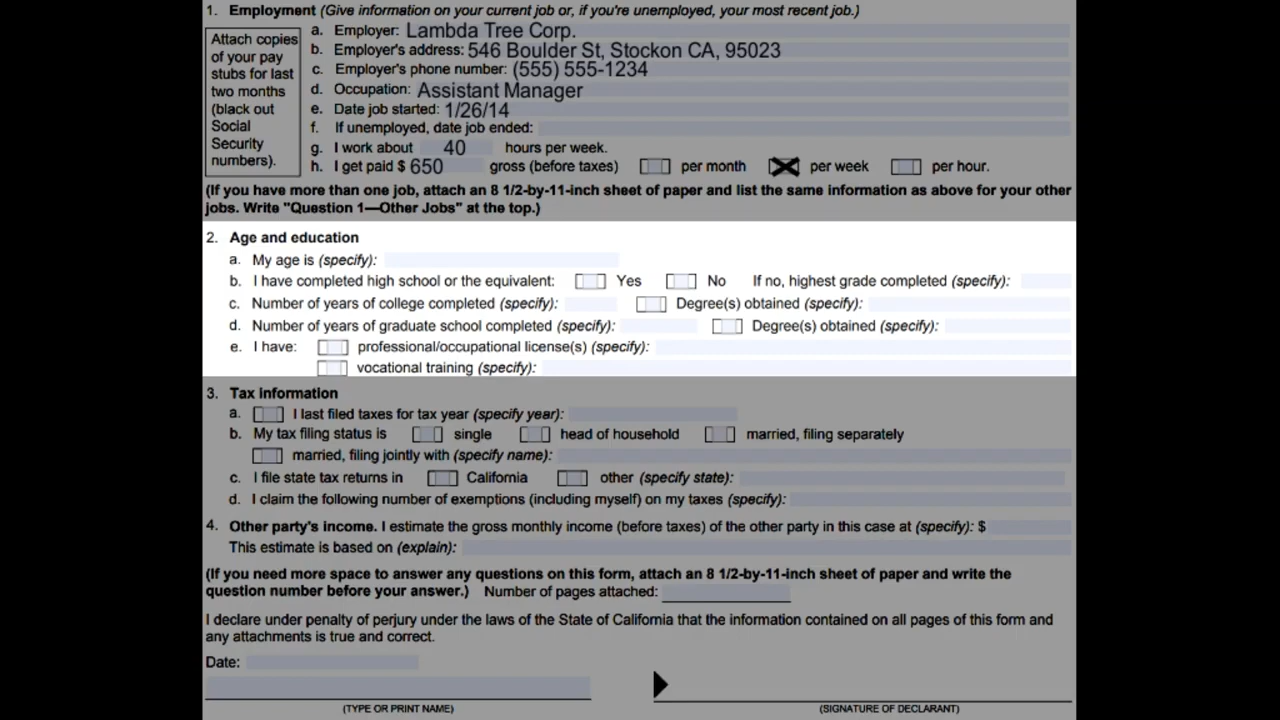 1. Employment (Give information on your current job or, if you're unemployed, your most recent job.)
Attach copies
of your pay
stubs for last
two months
(black out
Social
Security
numbers).
a. Employer: Lambda Tree Corp.
b. Employer's address: 546 Boulder St, Stockon CA, 95023
c. Employer's phone number: (555) 555-1234
d. Occupation: Assistant Manager
e. Date job started: 1/26/14
f. If unemployed, date job ended:
g. I work about 40 hours per week.
h. I get paid $ 650 gross (before taxes) per month per week per hour.
(If you have more than one job, attach an 8 1/2-by-11-inch sheet of paper and list the same information as above for your other
jobs. Write "Question 1—Other Jobs" at the top.)
2. Age and education
a. My age is (specify):
b. I have completed high school or the equivalent: Yes No If no, highest grade completed (specify):
c. Number of years of college completed (specify): Degree(s) obtained (specify):
d. Number of years of graduate school completed (specify): Degree(s) obtained (specify):
e. I have: professional/occupational license(s) (specify):
vocational training (specify):
3. Tax information
a. I last filed taxes for tax year (specify year):
b. My tax filing status is single head of household married, filing separately
married, filing jointly with (specify name):
c. I file state tax returns in California other (specify state):
d. I claim the following number of exemptions (including myself) on my taxes (specify):
4. Other party's income. I estimate the gross monthly income (before taxes) of the other party in this case at (specify): $
This estimate is based on (explain):
(If you need more space to answer any questions on this form, attach an 8 1/2-by-11-inch sheet of paper and write the
question number before your answer.) Number of pages attached:
I declare under penalty of perjury under the laws of the State of California that the information contained on all pages of this form and
any attachments is true and correct.
Date:
(TYPE OR PRINT NAME) (SIGNATURE OF DECLARANT)